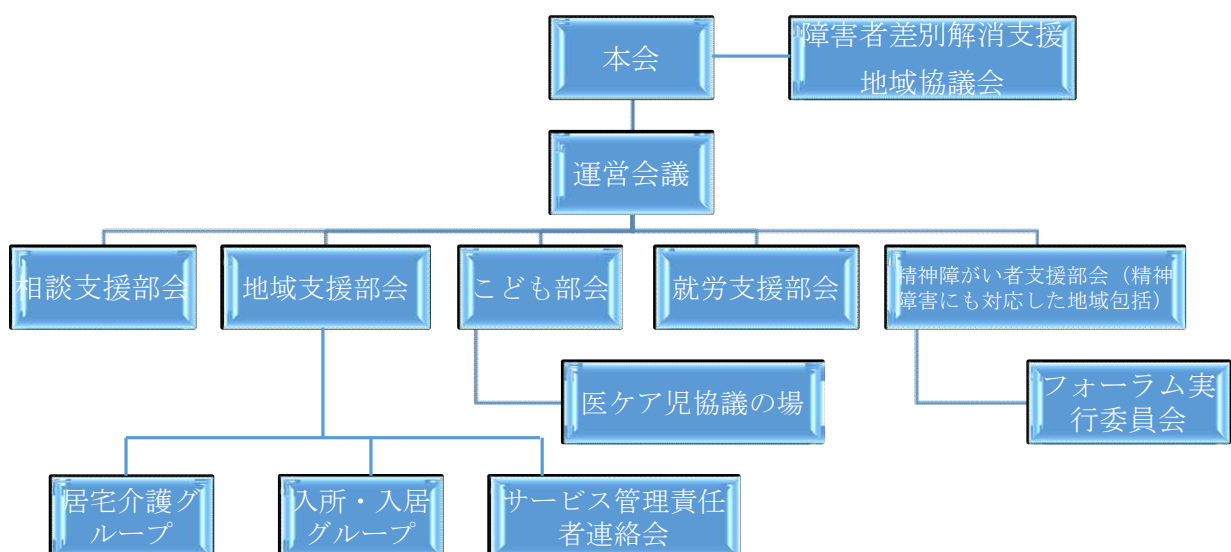 本会
障害者差別解消支援
地域協議会
運営会議
相談支援部会
地域支援部会
こども部会
就労支援部会
精神障がい者支援部会（精神
障害にも対応した地域包括）
医ケア児協議の場
フォーラム実
行委員会
居宅介護グ
ループ
入所・入居
グループ
サービス管理責任
者連絡会